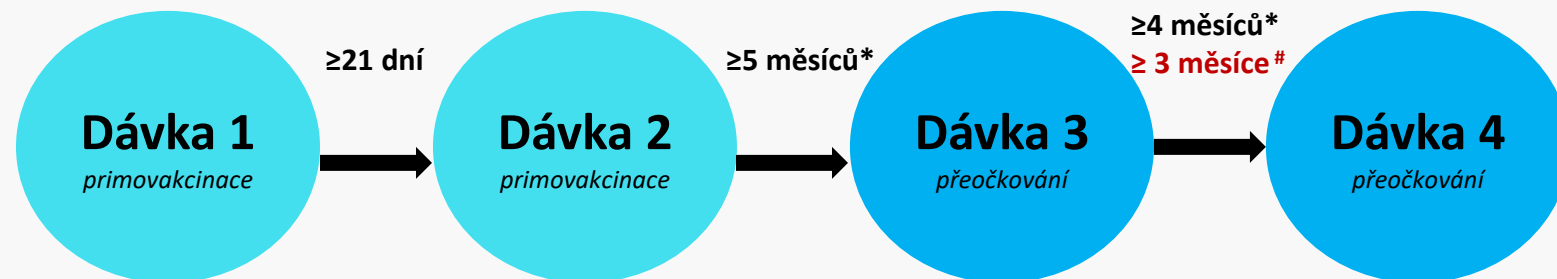 ≥21 dní
≥5 měsíců*
≥4 měsíců*
≥ 3 měsíce #
Dávka 1
primovakcinace
Dávka 2
primovakcinace
Dávka 3
přeočkování
Dávka 4
přeočkování